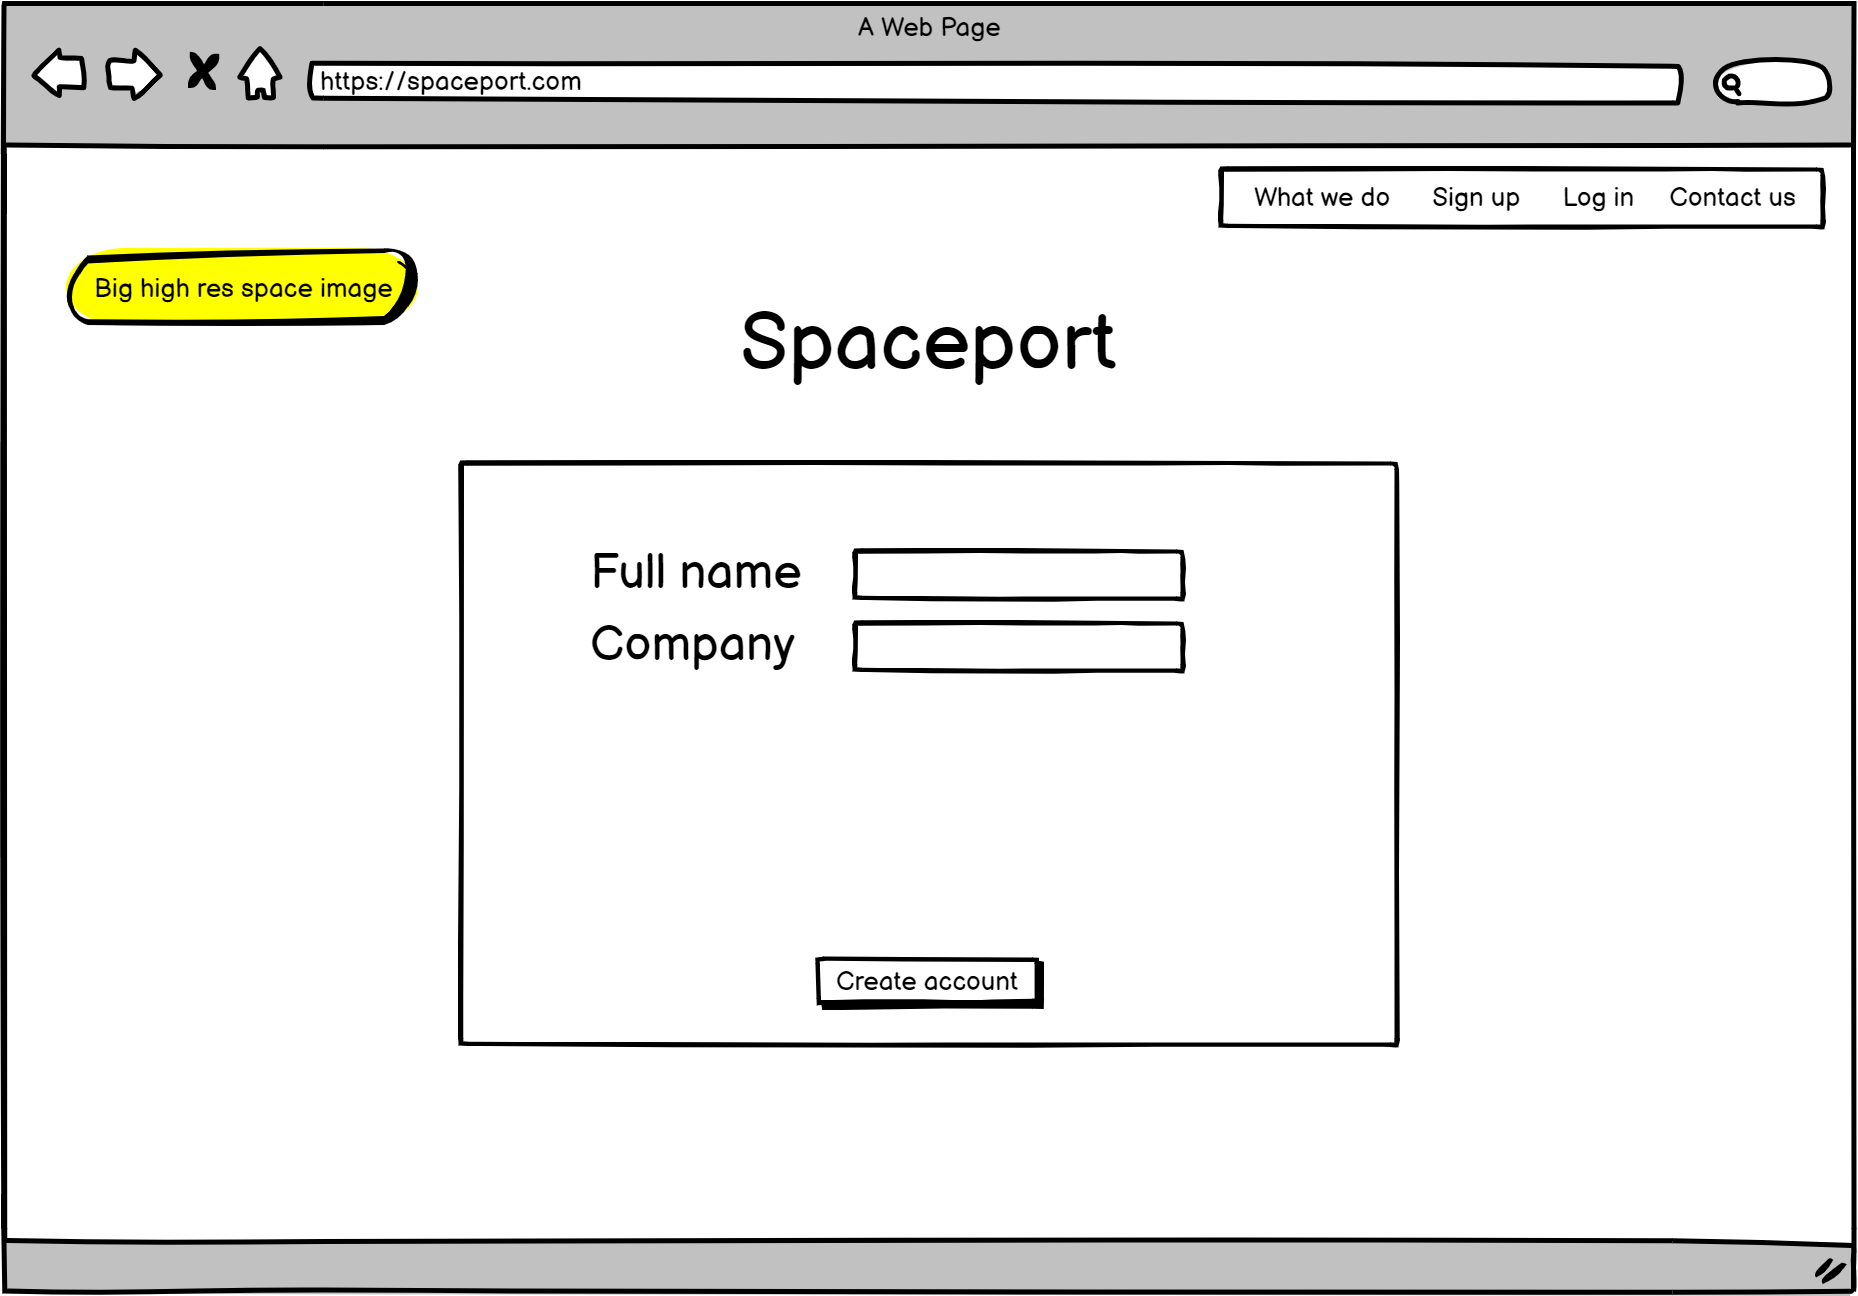 A Web Page
https://spaceport.com
What we do Sign up Log in Contact us
Big high res space image
Spaceport
Full name
Company
Create account